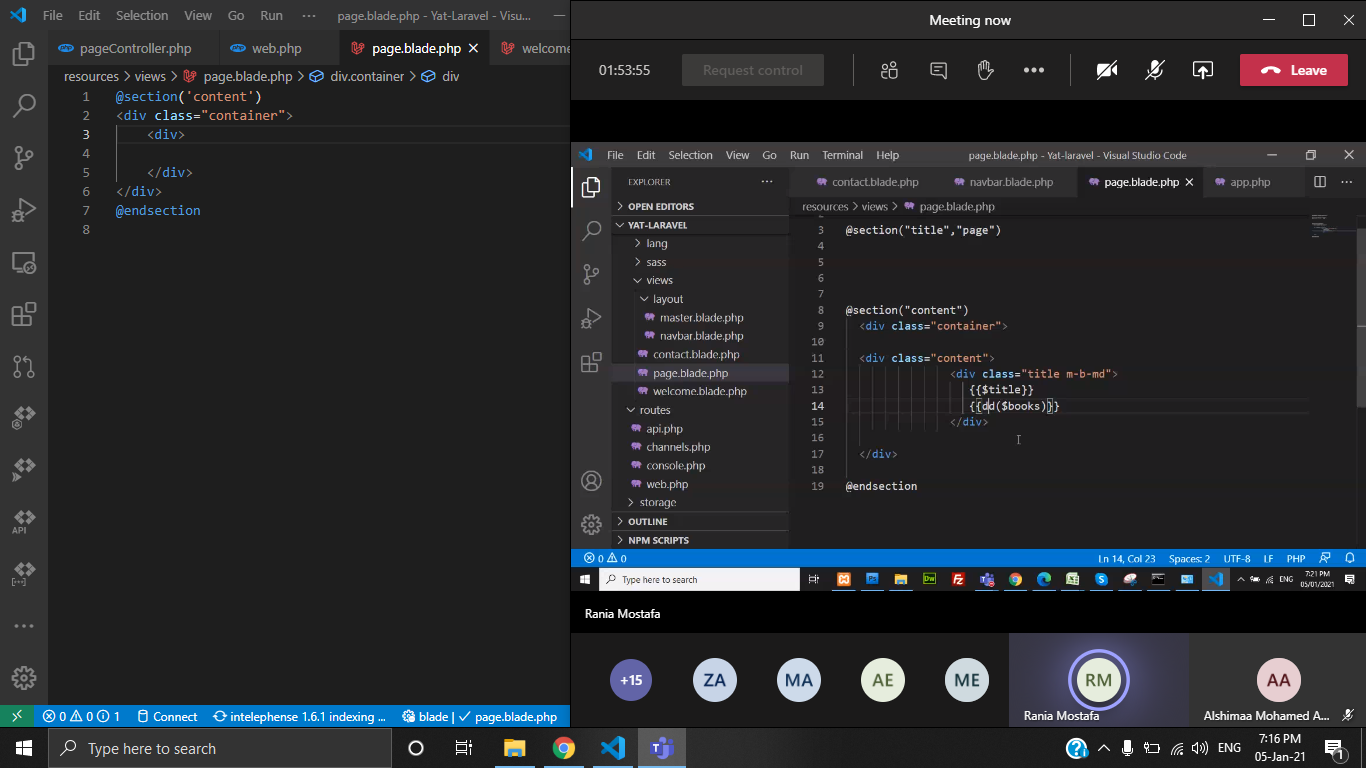 File Edit Selection View Go Run ··· page.blade.php - Yat-Laravel - Visu...
pageController.php web.php page.blade.php welcome
resources > views > page.blade.php > div.container > div
1 @section('content')
2 <div class="container">
3 <div>
4
5 </div>
6 </div>
7 @endsection
8
API
0 0 1 Connect intelephense 1.6.1 indexing ... blade | page.blade.php
Meeting now
01:53:55 Request control Leave
File Edit Selection View Go Run Terminal Help page.blade.php - Yat-laravel - Visual Studio Code
EXPLORER
OPEN EDITORS
YAT-LARAVEL
lang
sass
views
layout
master.blade.php
navbar.blade.php
contact.blade.php
page.blade.php
welcome.blade.php
routes
api.php
channels.php
console.php
web.php
storage
OUTLINE
NPM SCRIPTS
contact.blade.php navbar.blade.php page.blade.php app.php
resources > views > page.blade.php
3 @section("title","page")
4
5
6
7
8 @section("content")
9 <div class="container">
10
11 <div class="content">
12 <div class="title m-b-md">
13 {{$title}}
14 {{dd($books)}}
15 </div>
16
17 </div>
18
19 @endsection
0 0 Ln 14, Col 23 Spaces: 2 UTF-8 LF PHP
Type here to search ENG 7:21 PM
05/01/2021
Rania Mostafa
+15 ZA MA AE ME RM AA
Rania Mostafa Alshimaa Mohamed A...
Type here to search ENG 7:16 PM
05-Jan-21 1